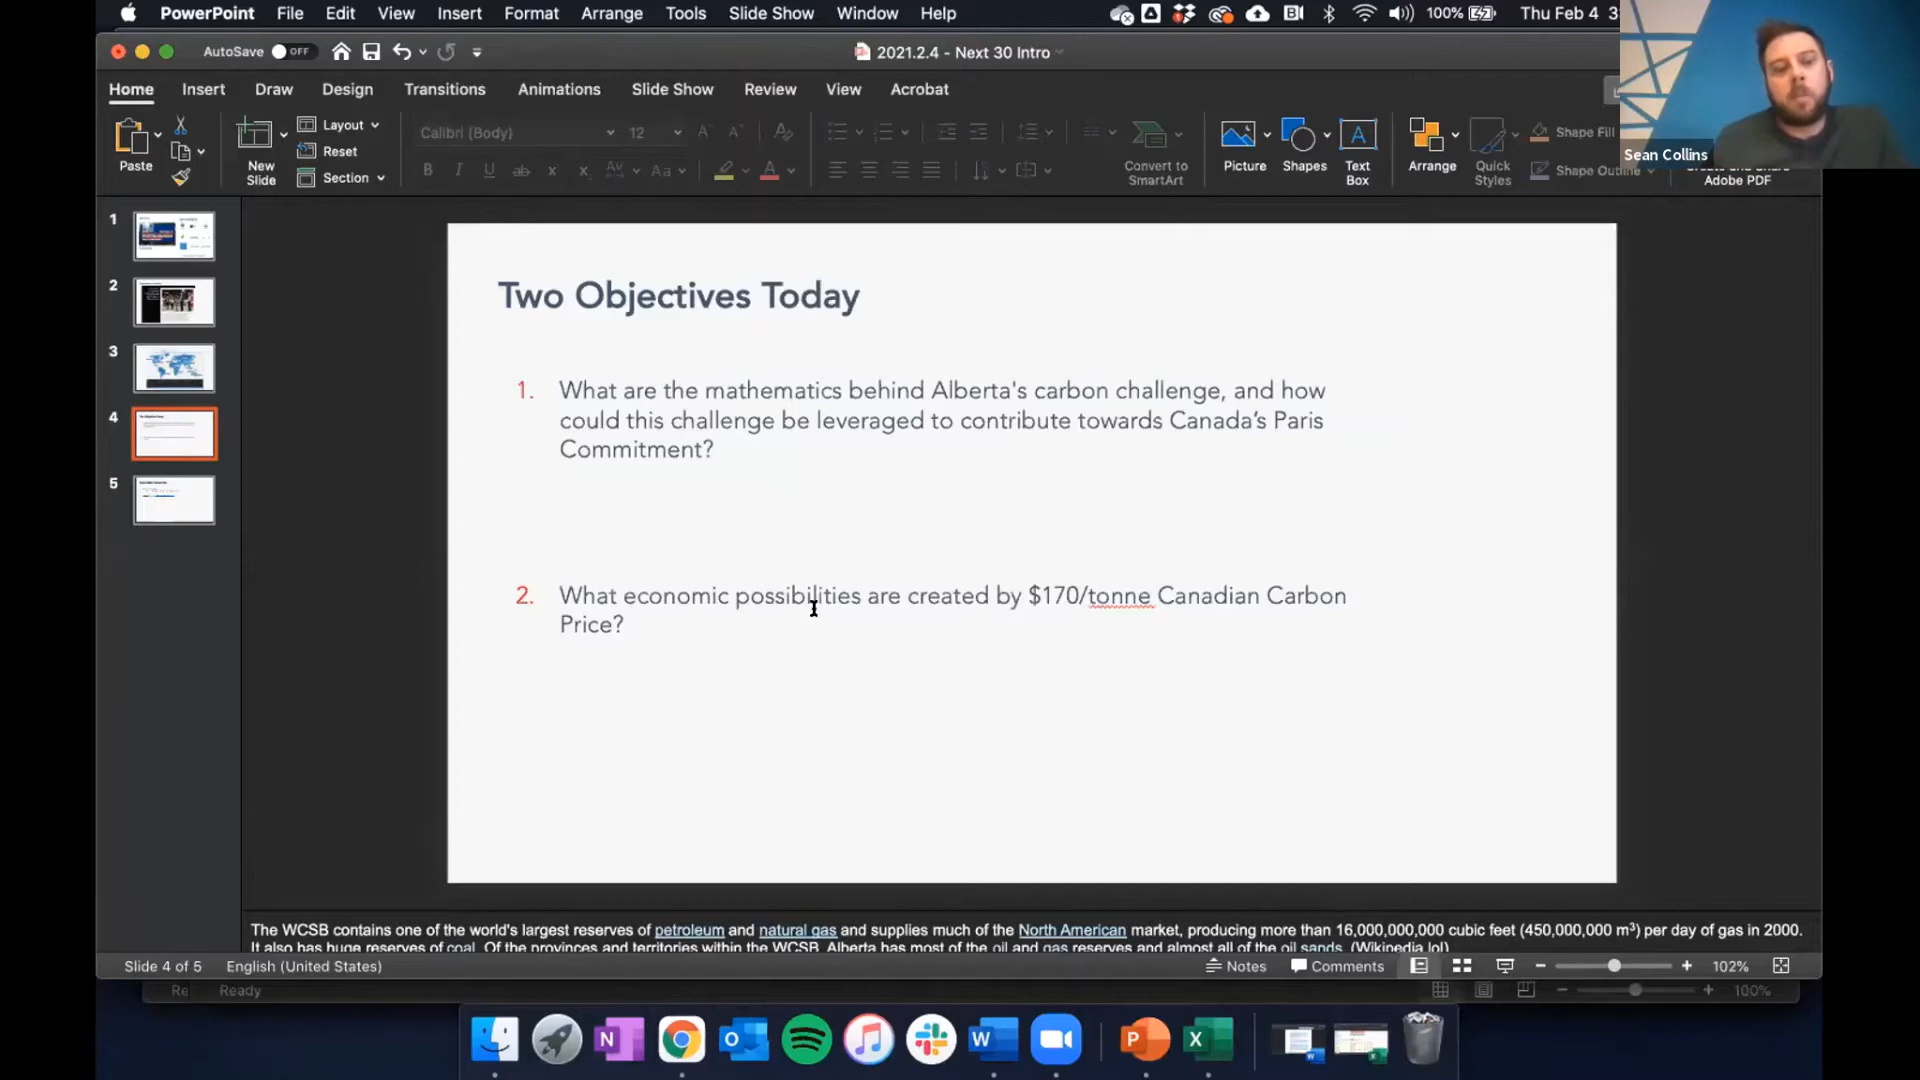 PowerPoint File Edit View Insert Format Arrange Tools Slide Show Window Help 100% Thu Feb 4
AutoSave OFF 2021.2.4 - Next 30 Intro
Home Insert Draw Design Transitions Animations Slide Show Review View Acrobat
Paste
New Slide
Layout
Reset
Section
Calibri (Body) 12
Convert to SmartArt
Picture
Shapes
Text Box
Arrange
Quick Styles
Shape Fill
Shape Outline
Adobe PDF
Sean Collins
1
2
3
4
5
Two Objectives Today
1. What are the mathematics behind Alberta's carbon challenge, and how
could this challenge be leveraged to contribute towards Canada's Paris
Commitment?
2. What economic possibilities are created by $170/tonne Canadian Carbon
Price?
The WCSB contains one of the world's largest reserves of petroleum and natural gas and supplies much of the North American market, producing more than 16,000,000,000 cubic feet (450,000,000 m³) per day of gas in 2000.
It also has huge reserves of coal. Of the provinces and territories within the WCSB, Alberta has most of the oil and gas reserves and almost all of the oil sands. (Wikipedia lol)
Slide 4 of 5 English (United States) Notes Comments 102%
Re Ready 100%